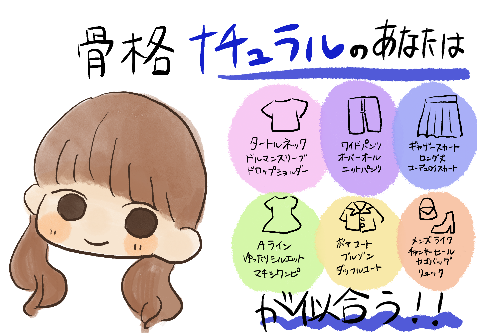 骨格ナチュラルのあなたは
タートルネック
ドルマンスリーブ
ドロップショルダー
ワイドパンツ
オーバーオール
ニットパンツ
ギャザースカート
ロング丈
コーデュロイスカート
Aライン
ゆったりシルエット
マキシワンピ
ポアコート
ブルゾン
ダッフルコート
メンズライク
チャンキーヒール
カゴバッグ
リュック
が似合う!!